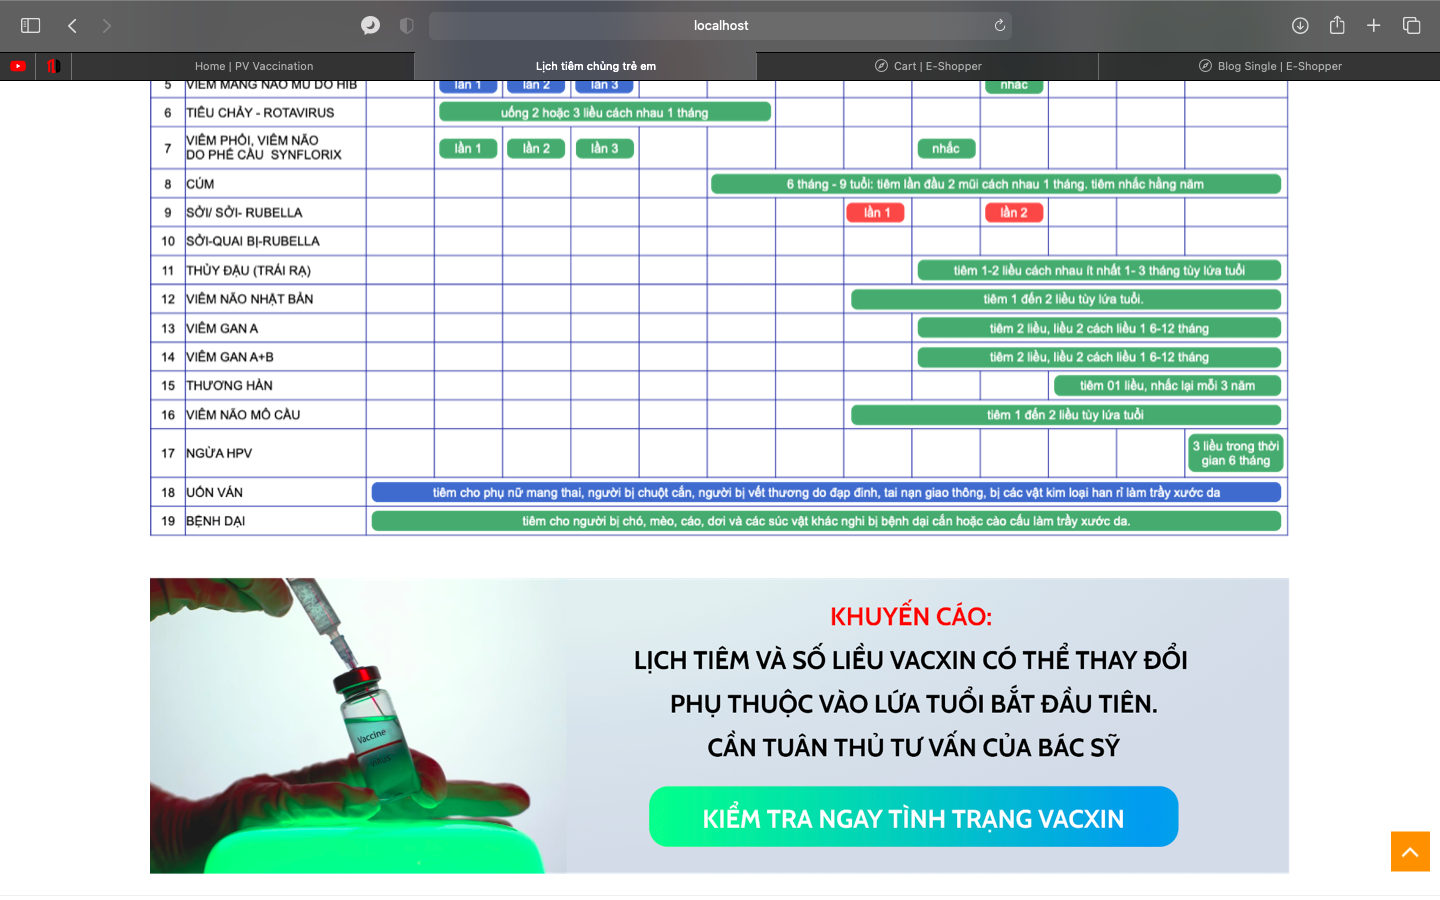 localhost
Home | PV Vaccination
Lịch tiêm chủng trẻ em
Cart | E-Shopper
Blog Single | E-Shopper
5 VIÊM MÀNG NÃO MỦ DO HIB lần 1 lần 2 lần 3 nhắc
6 TIÊU CHẢY - ROTAVIRUS uống 2 hoặc 3 liều cách nhau 1 tháng
7 VIÊM PHỔI, VIÊM NÃO
DO PHẾ CẦU SYNFLORIX lần 1 lần 2 lần 3 nhắc
8 CÚM 6 tháng - 9 tuổi: tiêm lần đầu 2 mũi cách nhau 1 tháng. tiêm nhắc hằng năm
9 SỞI/ SỞI- RUBELLA lần 1 lần 2
10 SỞI-QUAI BỊ-RUBELLA
11 THỦY ĐẬU (TRÁI RẠ) tiêm 1-2 liều cách nhau ít nhất 1- 3 tháng tùy lứa tuổi
12 VIÊM NÃO NHẬT BẢN tiêm 1 đến 2 liều tùy lứa tuổi.
13 VIÊM GAN A tiêm 2 liều, liều 2 cách liều 1 6-12 tháng
14 VIÊM GAN A+B tiêm 2 liều, liều 2 cách liều 1 6-12 tháng
15 THƯƠNG HÀN tiêm 01 liều, nhắc lại mỗi 3 năm
16 VIÊM NÃO MÔ CẦU tiêm 1 đến 2 liều tùy lứa tuổi
17 NGỪA HPV 3 liều trong thời
gian 6 tháng
18 UỐN VÁN tiêm cho phụ nữ mang thai, người bị chuột cắn, người bị vết thương do đạp đinh, tai nạn giao thông, bị các vật kim loại han rỉ làm trầy xước da
19 BỆNH DẠI tiêm cho người bị chó, mèo, cáo, dơi và các súc vật khác nghi bị bệnh dại cắn hoặc cào cấu làm trầy xước da.
Vaccine
VIRUS
KHUYẾN CÁO:
LỊCH TIÊM VÀ SỐ LIỀU VACXIN CÓ THỂ THAY ĐỔI
PHỤ THUỘC VÀO LỨA TUỔI BẮT ĐẦU TIÊN.
CẦN TUÂN THỦ TƯ VẤN CỦA BÁC SỸ
KIỂM TRA NGAY TÌNH TRẠNG VACXIN